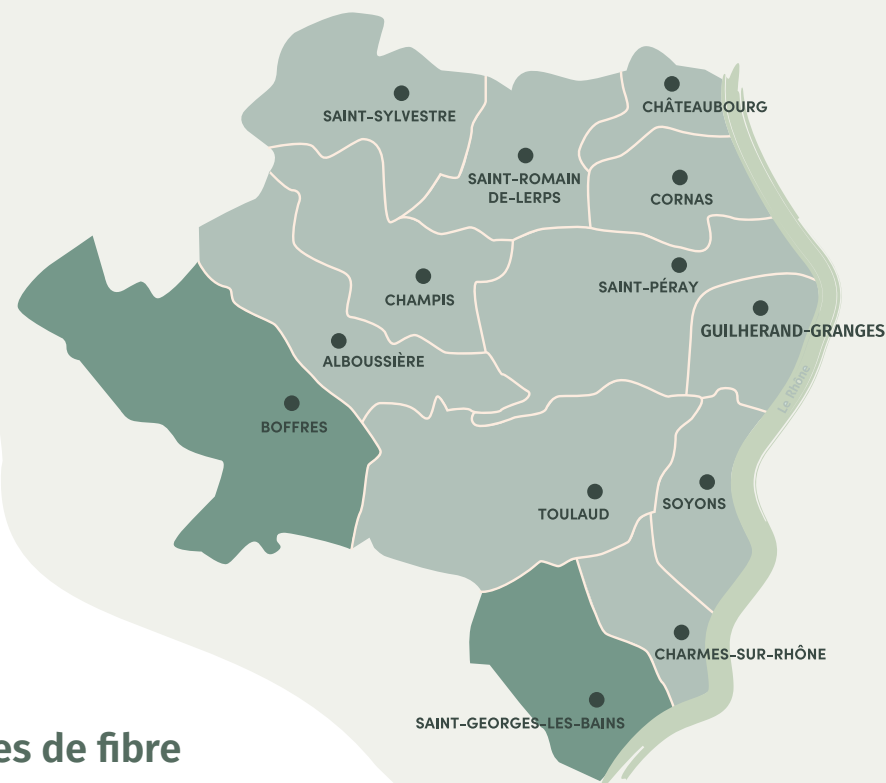 CHÂTEAUBOURG
SAINT-SYLVESTRE
SAINT-ROMAIN
DE-LERPS
CORNAS
SAINT-PÉRAY
CHAMPIS
GUILHERAND-GRANGES
ALBOUSSIÈRE
Le Rhône
BOFFRES
SOYONS
TOULAUD
CHARMES-SUR-RHÔNE
SAINT-GEORGES-LES-BAINS
es de fibre